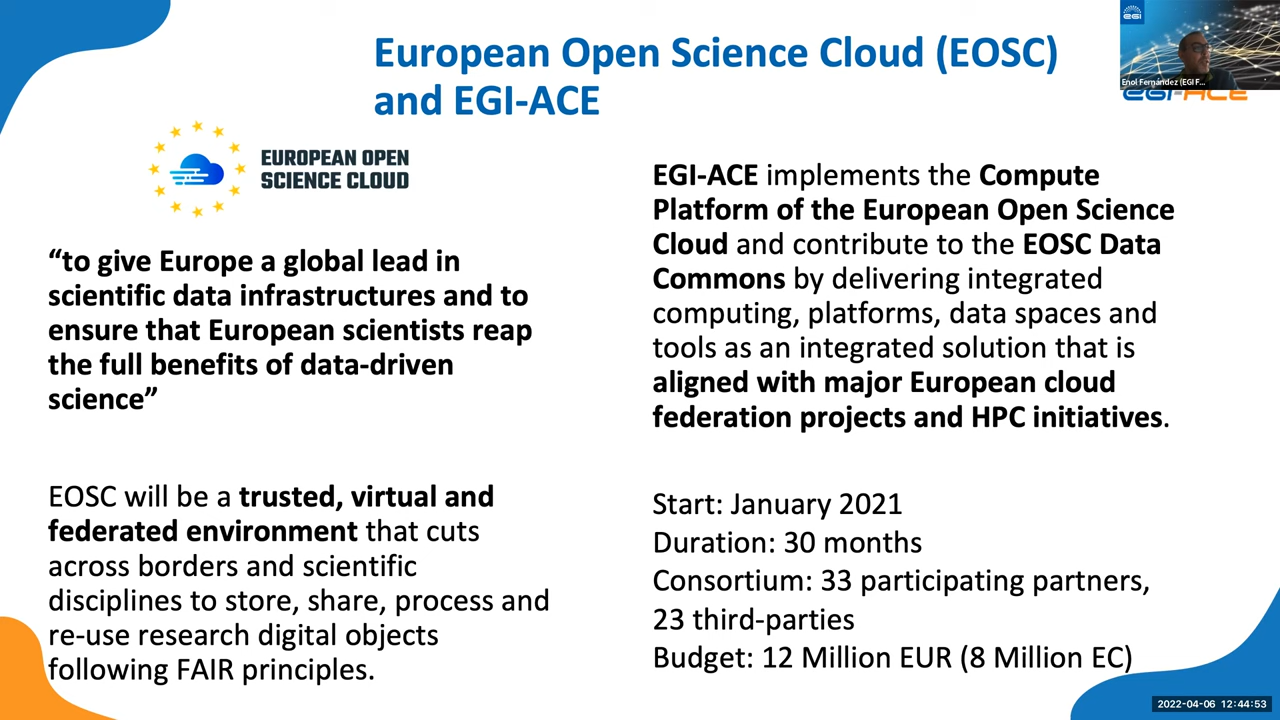 European Open Science Cloud (EOSC)
and EGI-ACE
EGI
Enol Fernández (EGI F...
EGI-ACE
EUROPEAN OPEN
SCIENCE CLOUD
“to give Europe a global lead in
scientific data infrastructures and to
ensure that European scientists reap
the full benefits of data-driven
science”
EOSC will be a trusted, virtual and
federated environment that cuts
across borders and scientific
disciplines to store, share, process and
re-use research digital objects
following FAIR principles.
EGI-ACE implements the Compute
Platform of the European Open Science
Cloud and contribute to the EOSC Data
Commons by delivering integrated
computing, platforms, data spaces and
tools as an integrated solution that is
aligned with major European cloud
federation projects and HPC initiatives.
Start: January 2021
Duration: 30 months
Consortium: 33 participating partners,
23 third-parties
Budget: 12 Million EUR (8 Million EC)
2022-04-06 12:44:53